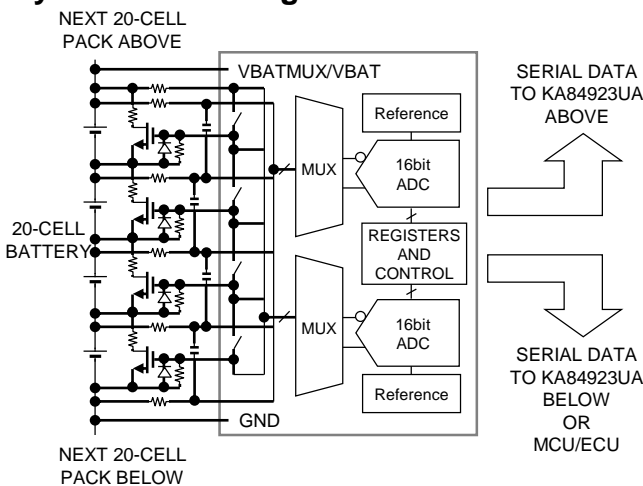 NEXT 20-CELL
PACK ABOVE
VBATMUX/VBAT
Reference
MUX
16bit
ADC
SERIAL DATA
TO KA84923UA
ABOVE
20-CELL
BATTERY
REGISTERS
AND
CONTROL
MUX
16bit
ADC
Reference
GND
SERIAL DATA
TO KA84923UA
BELOW
OR
MCU/ECU
NEXT 20-CELL
PACK BELOW